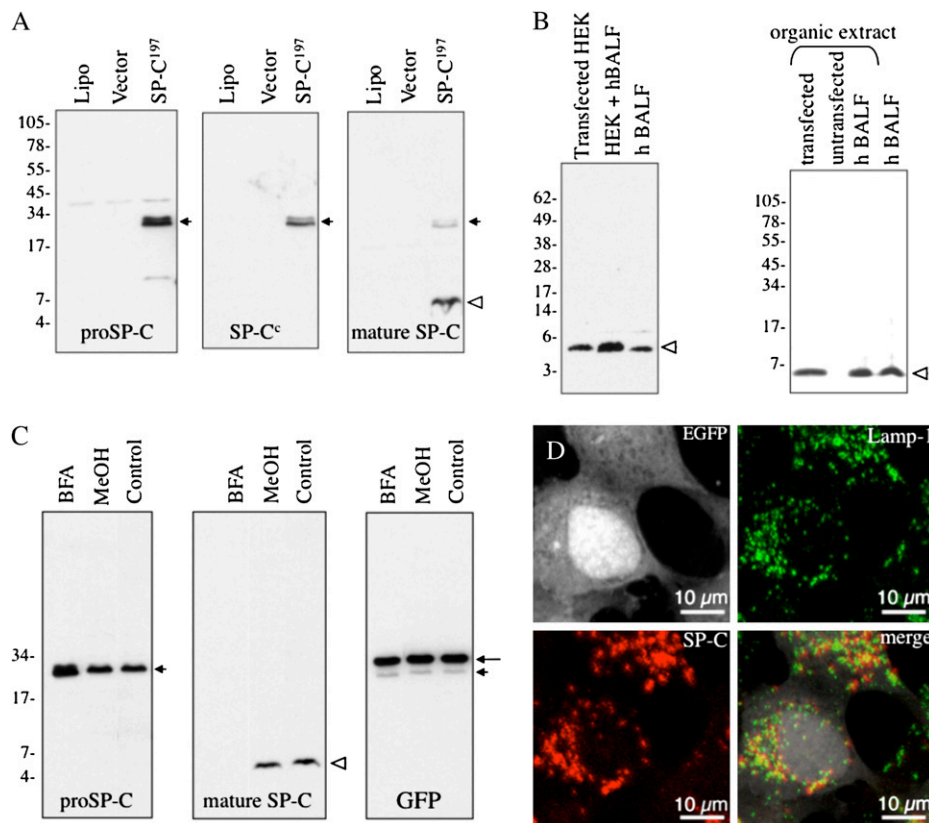 A
Lipo Vector SP-C197
Lipo Vector SP-C197
Lipo Vector SP-C197
105-
78-
55-
45-
34-
17-
7-
4-
proSP-C
SP-Cc
mature SP-C
B
Transfected HEK
HEK + hBALF
h BALF
62-
49-
38-
28-
17-
14-
6-
3-
organic extract
transfected
untransfected
h BALF
h BALF
105-
78-
55-
45-
34-
17-
7-
C
BFA MeOH Control
BFA MeOH Control
BFA MeOH Control
34-
17-
7-
4-
proSP-C
mature SP-C
GFP
D
EGFP
10 µm
Lamp-1
10 µm
SP-C
10 µm
merge
10 µm